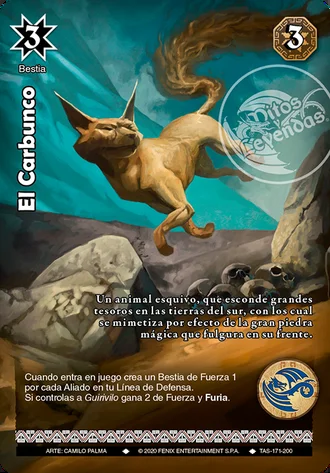 3
Bestia
3
Mitos y
Leyendas
El Carbunco
Un animal esquivo, que esconde grandes
tesoros en las tierras del sur, con los cual
se mimetiza por efecto de la gran piedra
mágica que fulgura en su frente.
Cuando entra en juego crea un Bestia de Fuerza 1
por cada Aliado en tu Línea de Defensa.
Si controlas a Guirivilo gana 2 de Fuerza y Furia.
ARTE: CAMILO PALMA © 2020 FENIX ENTERTAINMENT S.P.A. TAS-171-200